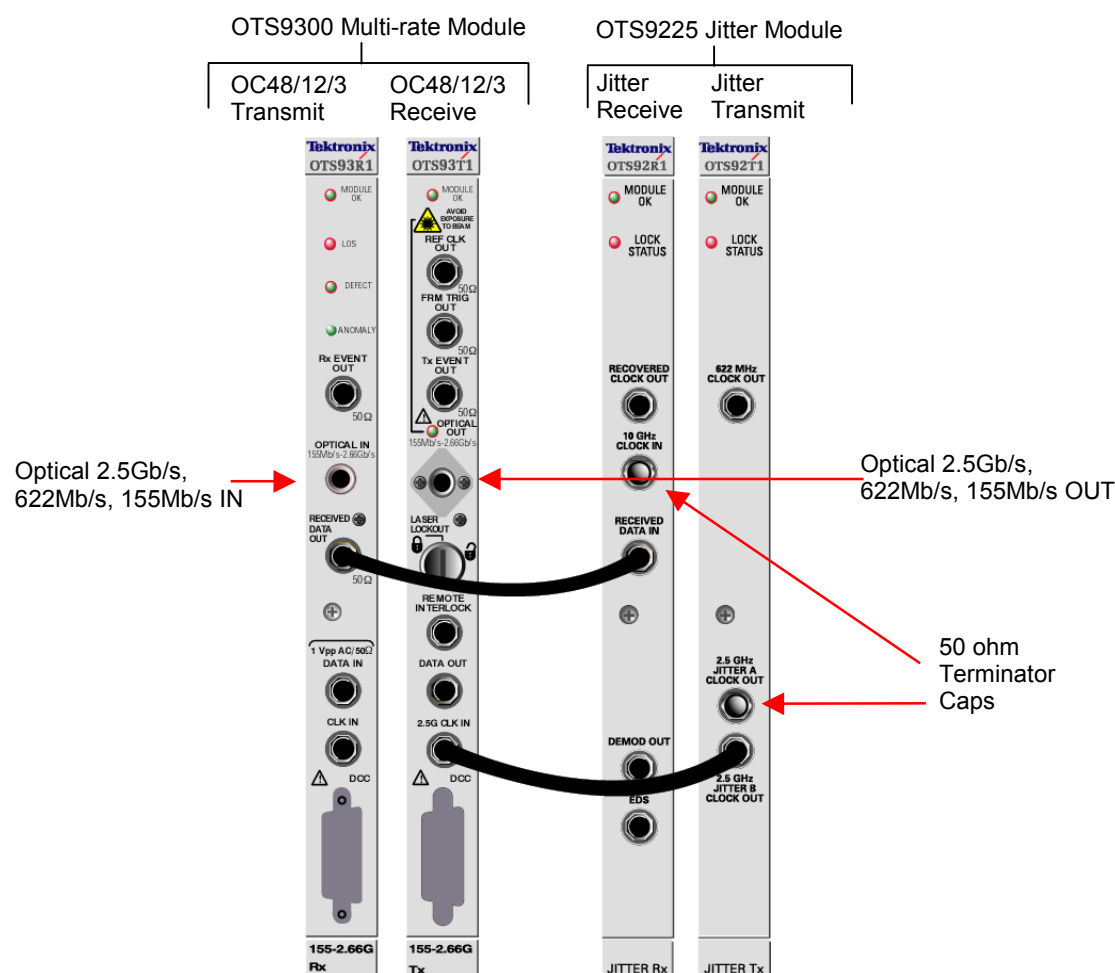 OTS9300 Multi-rate Module
OTS9225 Jitter Module
OC48/12/3
Transmit
OC48/12/3
Receive
Jitter
Receive
Jitter
Transmit
Tektronix
OTS93R1
MODULE
OK
LOS
DEFECT
ANOMALY
Rx EVENT
OUT
50Ω
OPTICAL IN
155Mb/s-2.66Gb/s
RECEIVED
DATA
OUT
50Ω
1 Vpp AC/50Ω
DATA IN
CLK IN
DCC
155-2.66G
Rx
Tektronix
OTS93T1
MODULE
OK
AVOID
EXPOSURE
TO BEAM
REF CLK
OUT
50Ω
FRM TRIG
OUT
50Ω
Tx EVENT
OUT
50Ω
OPTICAL
OUT
155Mb/s-2.66Gb/s
LASER
LOCKOUT
REMOTE
INTERLOCK
DATA OUT
2.5G CLK IN
DCC
155-2.66G
Tx
Tektronix
OTS92R1
MODULE
OK
LOCK
STATUS
RECOVERED
CLOCK OUT
10 GHz
CLOCK IN
RECEIVED
DATA IN
DEMOD OUT
EDS
JITTER Rx
Tektronix
OTS92T1
MODULE
OK
LOCK
STATUS
622 MHz
CLOCK OUT
2.5 GHz
JITTER A
CLOCK OUT
2.5 GHz
JITTER B
CLOCK OUT
JITTER Tx
Optical 2.5Gb/s,
622Mb/s, 155Mb/s IN
Optical 2.5Gb/s,
622Mb/s, 155Mb/s OUT
50 ohm
Terminator
Caps